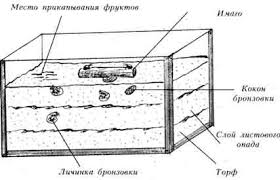 Место прикапывания фруктов
Имаго
Кокон
бронзовки
Слой листового
опада
Личинка бронзовки
Торф